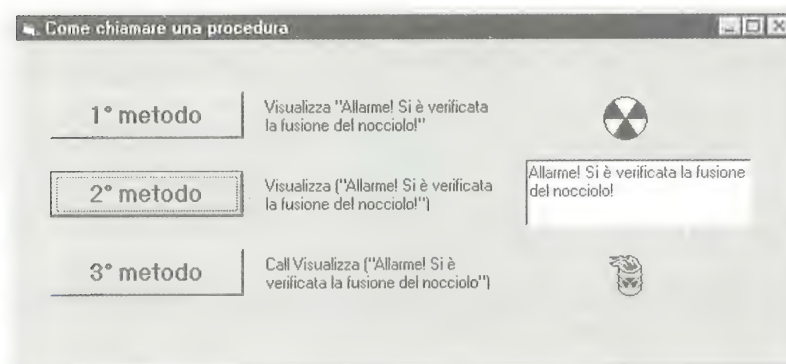 Come chiamare una procedura
1° metodo
Visualizza "Allarme! Si è verificata
la fusione del nocciolo!"
2° metodo
Visualizza ("Allarme! Si è verificata
la fusione del nocciolo!")
Allarme! Si è verificata la fusione
del nocciolo!
3° metodo
Call Visualizza ("Allarme! Si è
verificata la fusione del nocciolo")